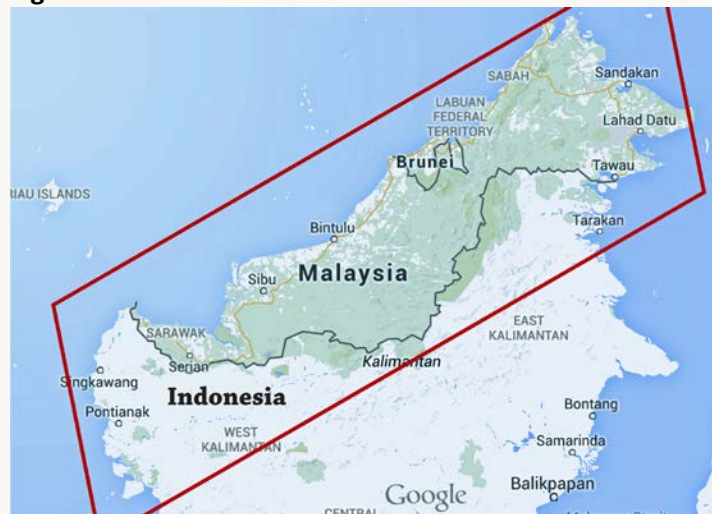 SABAH
Sandakan
LABUAN
FEDERAL
TERRITORY
Lahad Datu
Brunei
Tawau
RIAU ISLANDS
Tarakan
Bintulu
Malaysia
Sibu
EAST
KALIMANTAN
SARAWAK
Serian
Kalimantan
Singkawang
Indonesia
Pontianak
Bontang
WEST
KALIMANTAN
Samarinda
Balikpapan
Google
CENTRAL